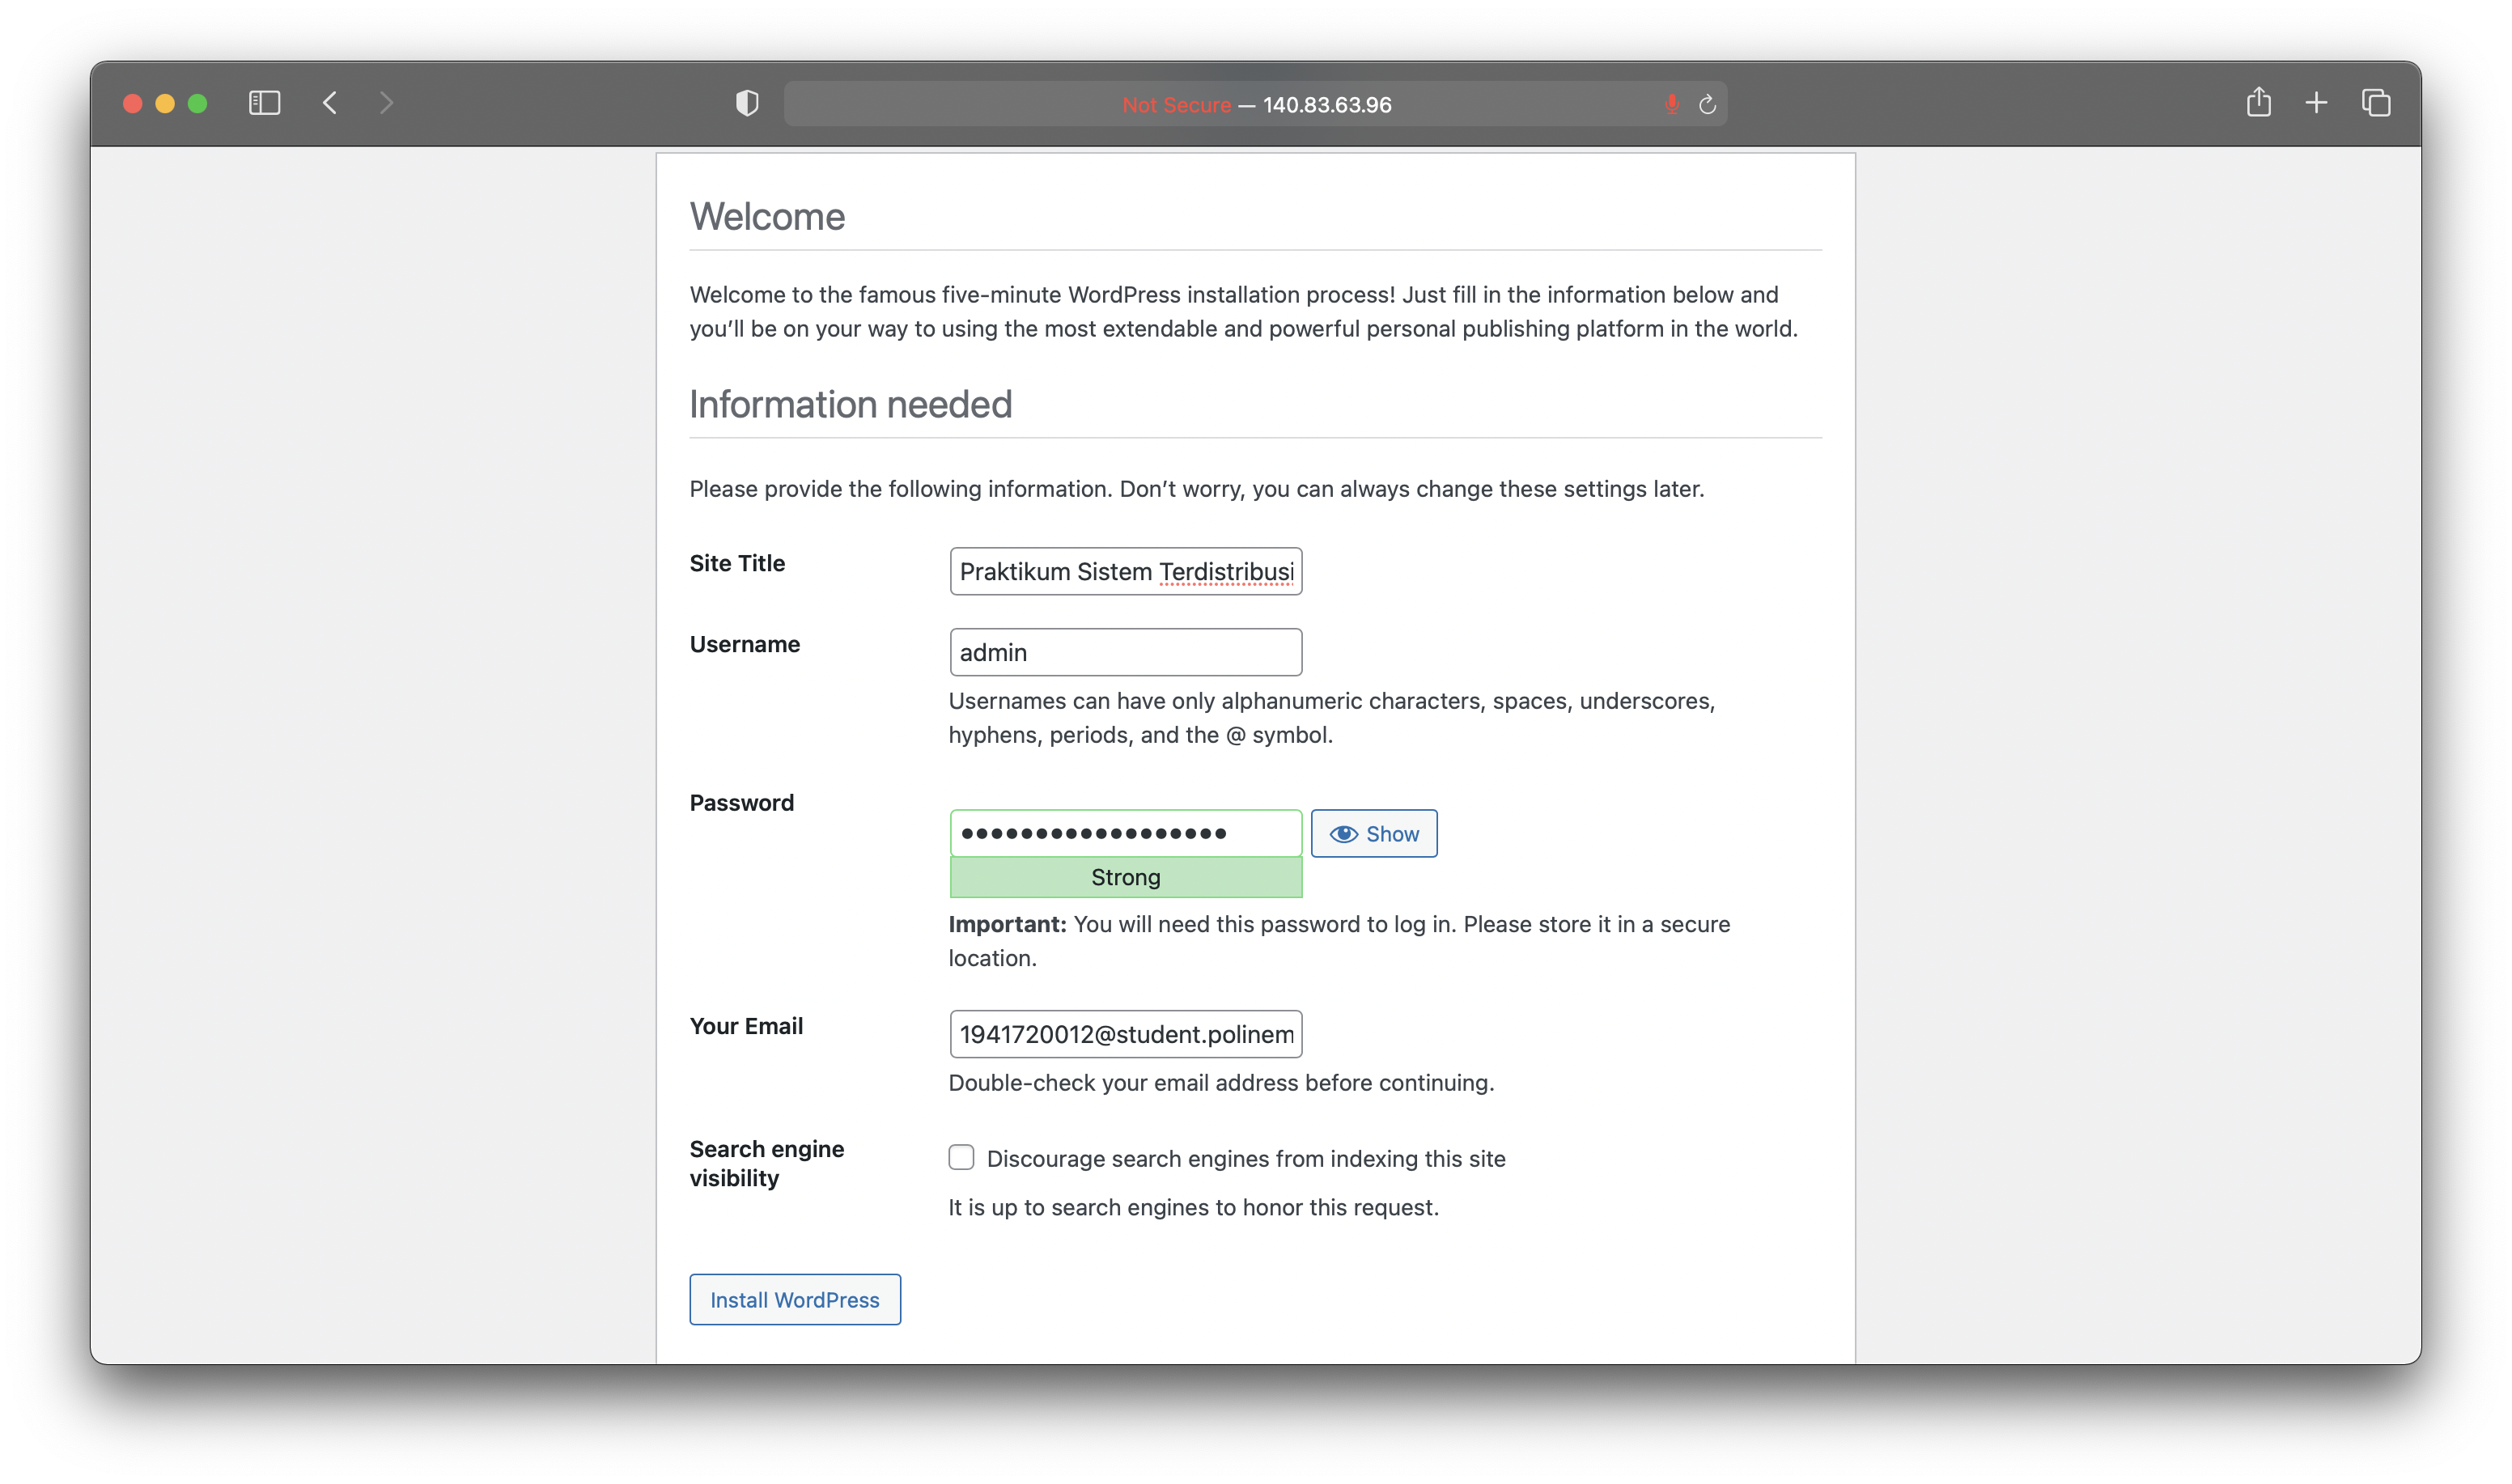 Not Secure — 140.83.63.96
Welcome
Welcome to the famous five-minute WordPress installation process! Just fill in the information below and
you’ll be on your way to using the most extendable and powerful personal publishing platform in the world.
Information needed
Please provide the following information. Don’t worry, you can always change these settings later.
Site Title
Praktikum Sistem Terdistribusi
Username
admin
Usernames can have only alphanumeric characters, spaces, underscores,
hyphens, periods, and the @ symbol.
Password
••••••••••••••••••
Show
Strong
Important: You will need this password to log in. Please store it in a secure
location.
Your Email
1941720012@student.polinem
Double-check your email address before continuing.
Search engine
visibility
Discourage search engines from indexing this site
It is up to search engines to honor this request.
Install WordPress